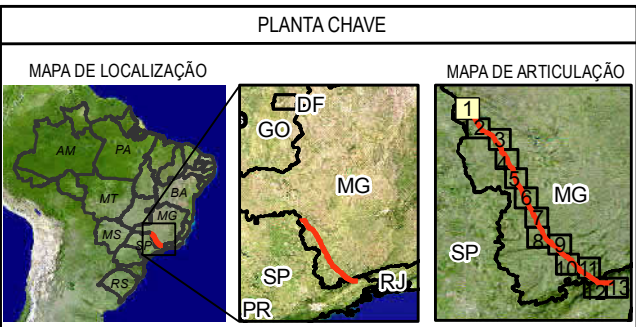 PLANTA CHAVE
MAPA DE LOCALIZAÇÃO
AM
PA
MT
BA
MG
MS
SP
RS
DF
GO
MG
SP
RJ
PR
MAPA DE ARTICULAÇÃO
1
2
3
4
5
6
7
8
9
10
11
12
13
MG
SP